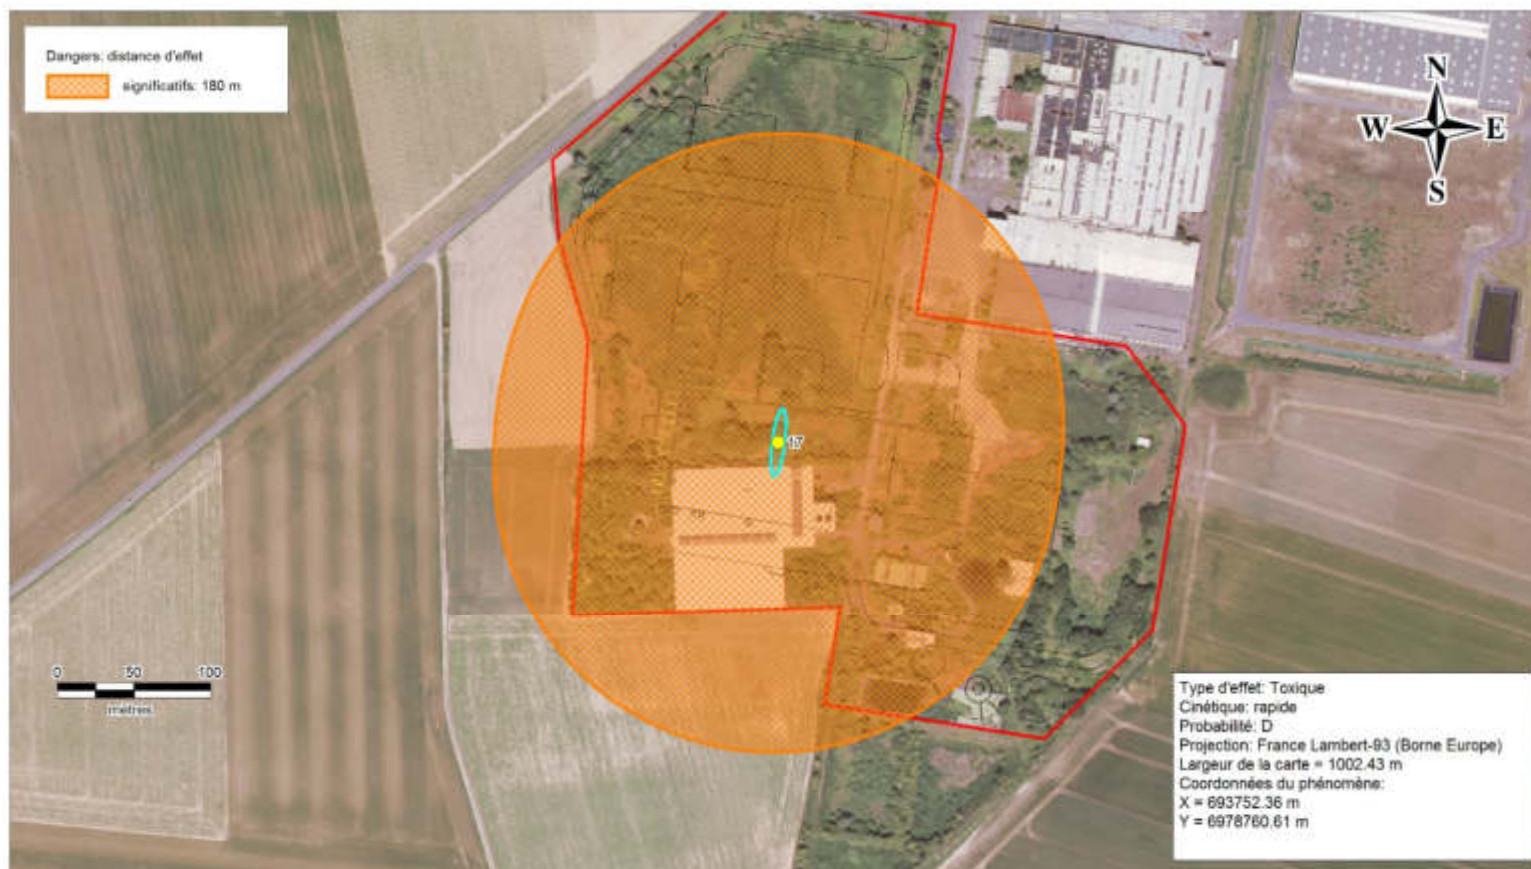 Dangers: distance d'effet
significatifs: 180 m
N
W E
S
17
0 50 100
mètres
Type d'effet: Toxique
Cinétique: rapide
Probabilité: D
Projection: France Lambert-93 (Borne Europe)
Largeur de la carte = 1002.43 m
Coordonnées du phénomène:
X = 693752.36 m
Y = 6978760.61 m